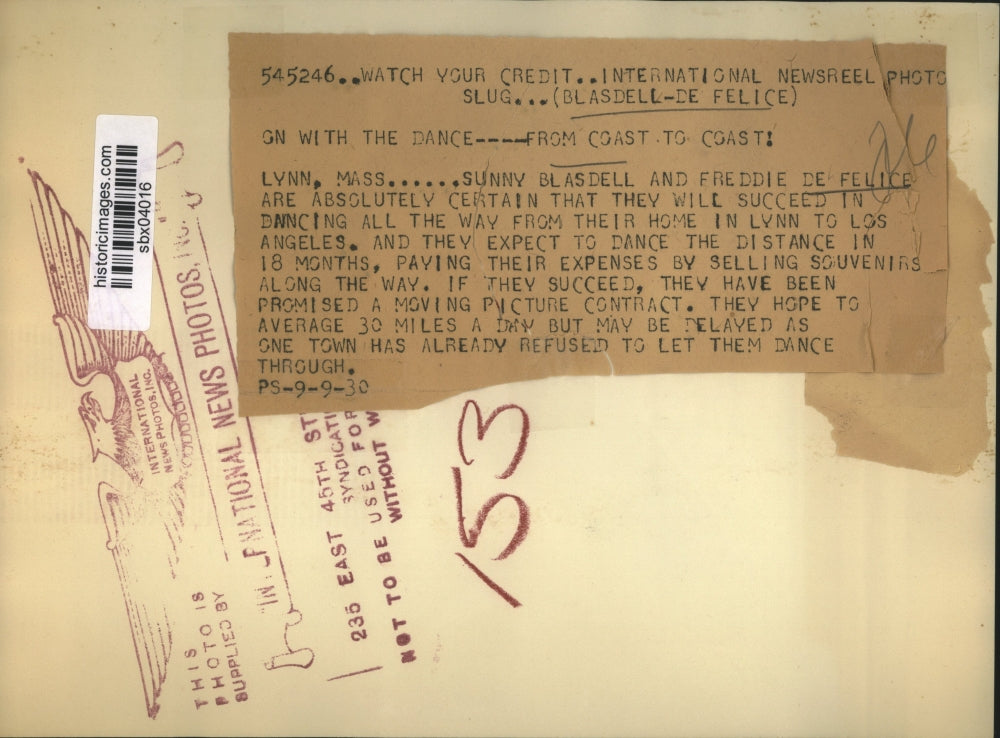 545246..WATCH YOUR CREDIT..INTERNATIONAL NEWSREEL PHOTO
SLUG...(BLASDELL-DE FELICE)
ON WITH THE DANCE----FROM COAST TO COAST!
LYNN, MASS......SUNNY BLASDELL AND FREDDIE DE FELICE
ARE ABSOLUTELY CERTAIN THAT THEY WILL SUCCEED IN
DANCING ALL THE WAY FROM THEIR HOME IN LYNN TO LOS
ANGELES. AND THEY EXPECT TO DANCE THE DISTANCE IN
18 MONTHS, PAYING THEIR EXPENSES BY SELLING SOUVENIRS
ALONG THE WAY. IF THEY SUCCEED, THEY HAVE BEEN
PROMISED A MOVING PICTURE CONTRACT. THEY HOPE TO
AVERAGE 30 MILES A DAY BUT MAY BE DELAYED AS
ONE TOWN HAS ALREADY REFUSED TO LET THEM DANCE
THROUGH.
PS-9-9-30
historicimages.com
sbx04016
INTERNATIONAL
NEWS PHOTOS, INC.
THIS
PHOTO IS
SUPPLIED BY
INTERNATIONAL NEWS PHOTOS, INC.
235 EAST 45TH ST
SYNDICATI
NOT TO BE USED FOR
WITHOUT W
153